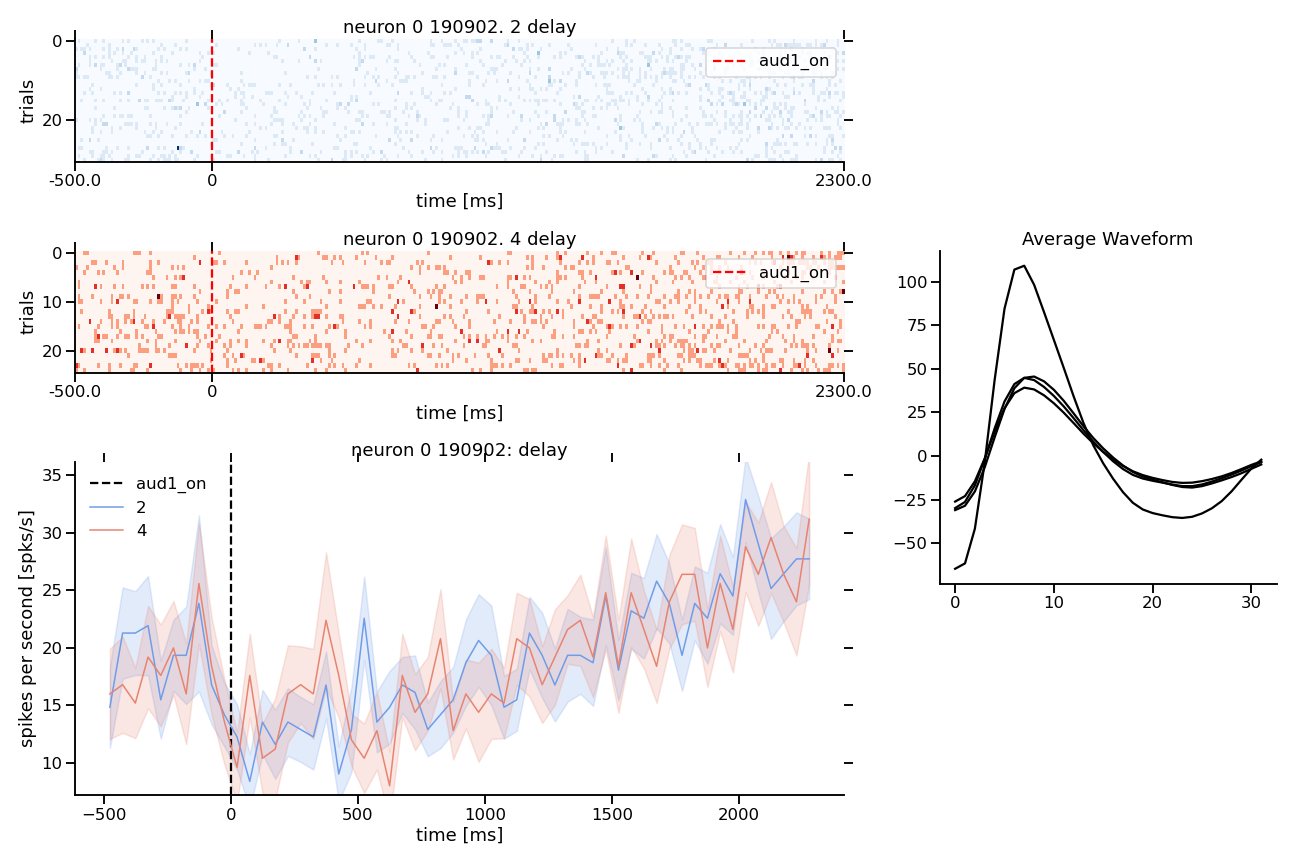 neuron 0 190902. 2 delay
trials
0
20
aud1_on
-500.0
0
2300.0
time [ms]
neuron 0 190902. 4 delay
trials
0
10
20
aud1_on
-500.0
0
2300.0
time [ms]
neuron 0 190902: delay
spikes per second [spks/s]
35
30
25
20
15
10
aud1_on
2
4
−500
0
500
1000
1500
2000
time [ms]
Average Waveform
100
75
50
25
0
−25
−50
0
10
20
30